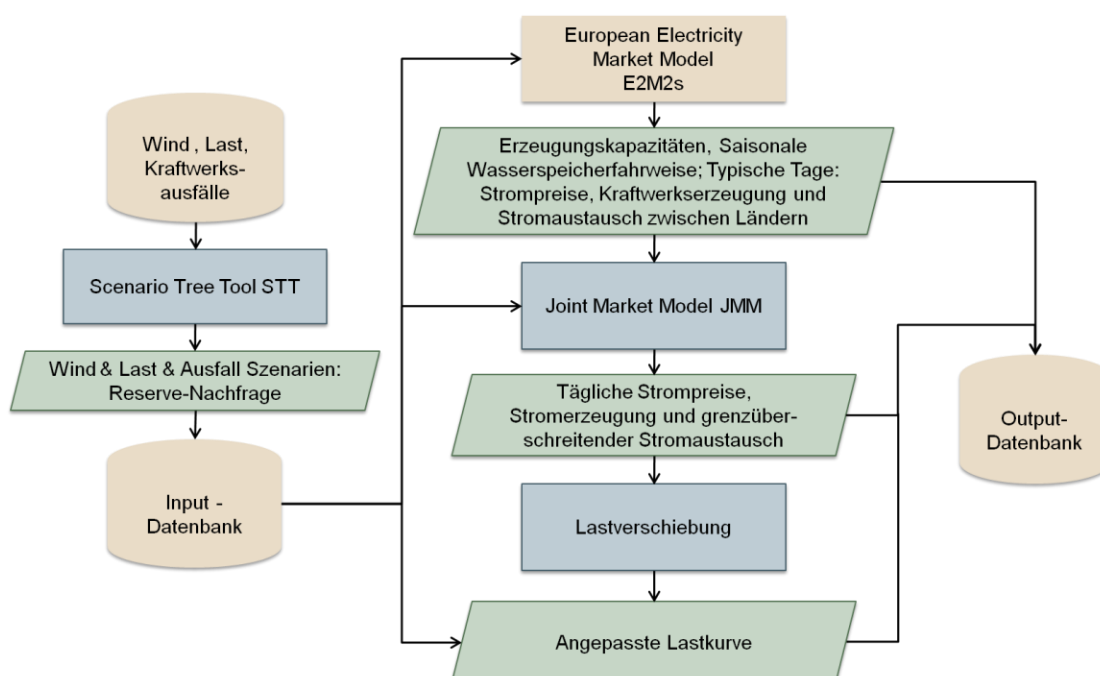 European Electricity
Market Model
E2M2s
Wind , Last,
Kraftwerks-
ausfälle
Erzeugungskapazitäten, Saisonale
Wasserspeicherfahrweise; Typische Tage:
Strompreise, Kraftwerkserzeugung und
Stromaustausch zwischen Ländern
Scenario Tree Tool STT
Joint Market Model JMM
Wind & Last & Ausfall Szenarien:
Reserve-Nachfrage
Tägliche Strompreise,
Stromerzeugung und grenzüber-
schreitender Stromaustausch
Output-
Datenbank
Input -
Datenbank
Lastverschiebung
Angepasste Lastkurve